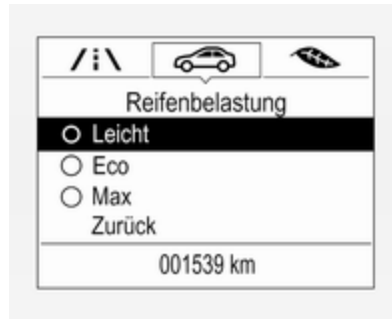 Reifenbelastung
Leicht
Eco
Max
Zurück
001539 km